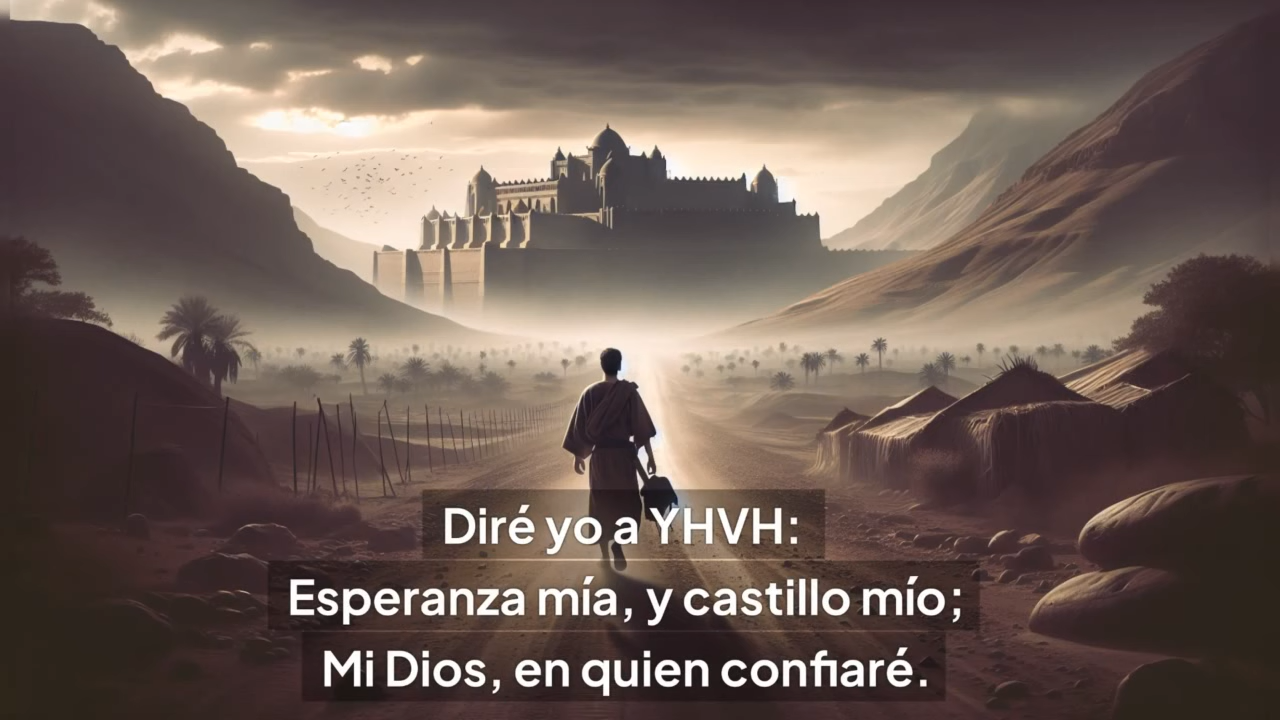 Diré yo a YHVH:
Esperanza mía, y castillo mío;
Mi Dios, en quien confiaré.